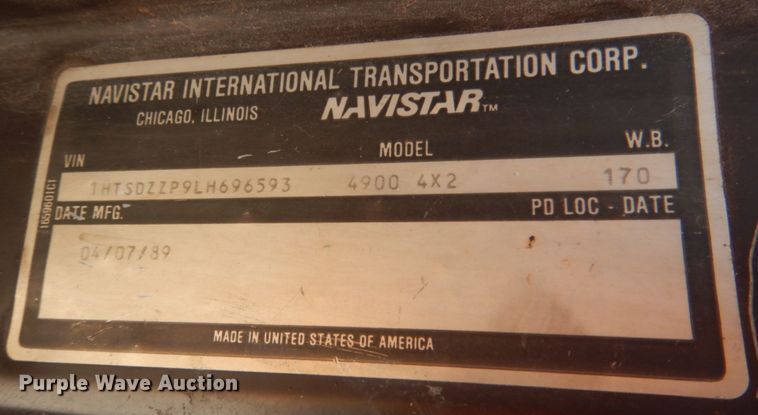 NAVISTAR INTERNATIONAL TRANSPORTATION CORP.
CHICAGO, ILLINOIS NAVISTAR™
VIN MODEL W.B.
1HTSDZZP9LH696593 4900 4X2 170
1659601C1
DATE MFG. PD LOC - DATE
04/07/89
MADE IN UNITED STATES OF AMERICA
Purple Wave Auction